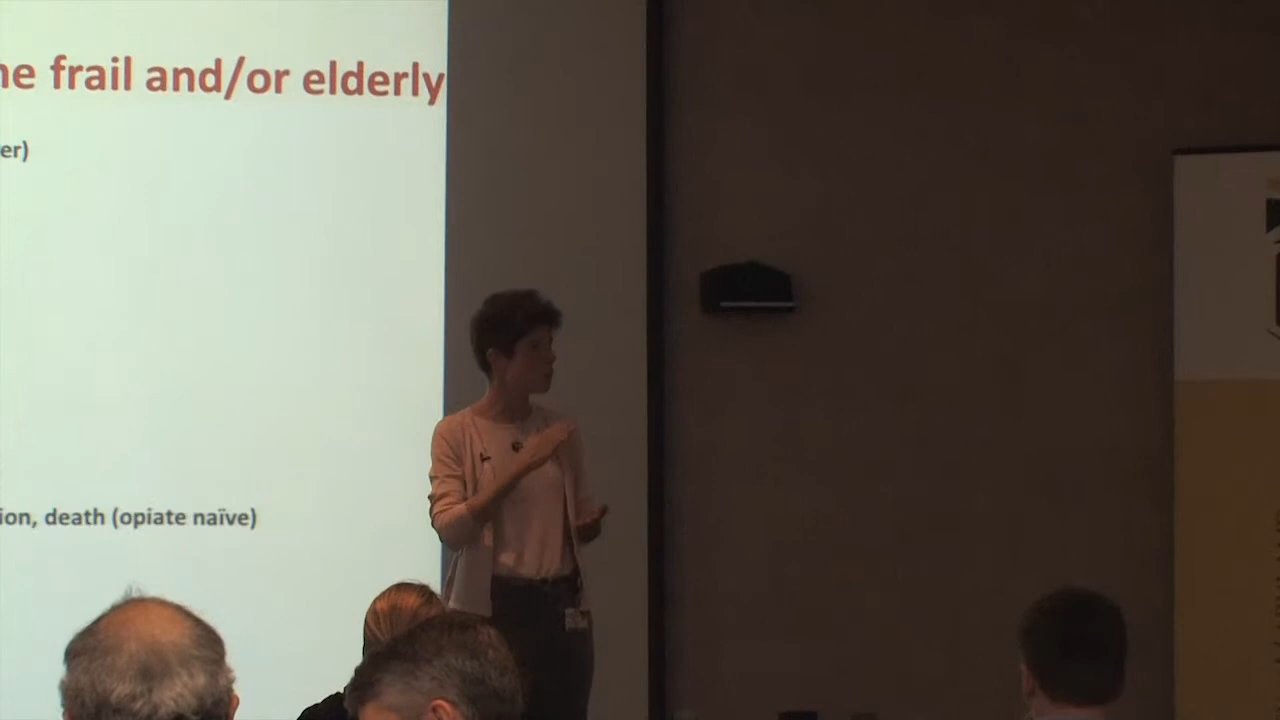 he frail and/or elderly
er)
ion, death (opiate naïve)